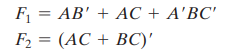 F₁ = AB′ + AC + A′BC′
F₂ = (AC + BC)′